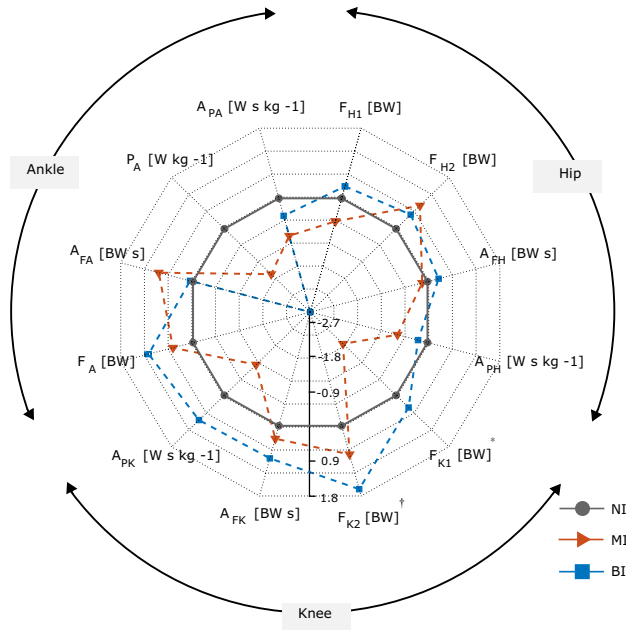 A PA [W s kg -1]
F H1 [BW]
P A [W kg -1]
F H2 [BW]
Ankle
Hip
A FA [BW s]
A FH [BW s]
-2.7
-1.8
F A [BW]
A PH [W s kg -1]
-0.9
A PK [W s kg -1]
F K1 [BW] *
0.9
1.8
A FK [BW s]
F K2 [BW] †
NI
MI
BI
Knee